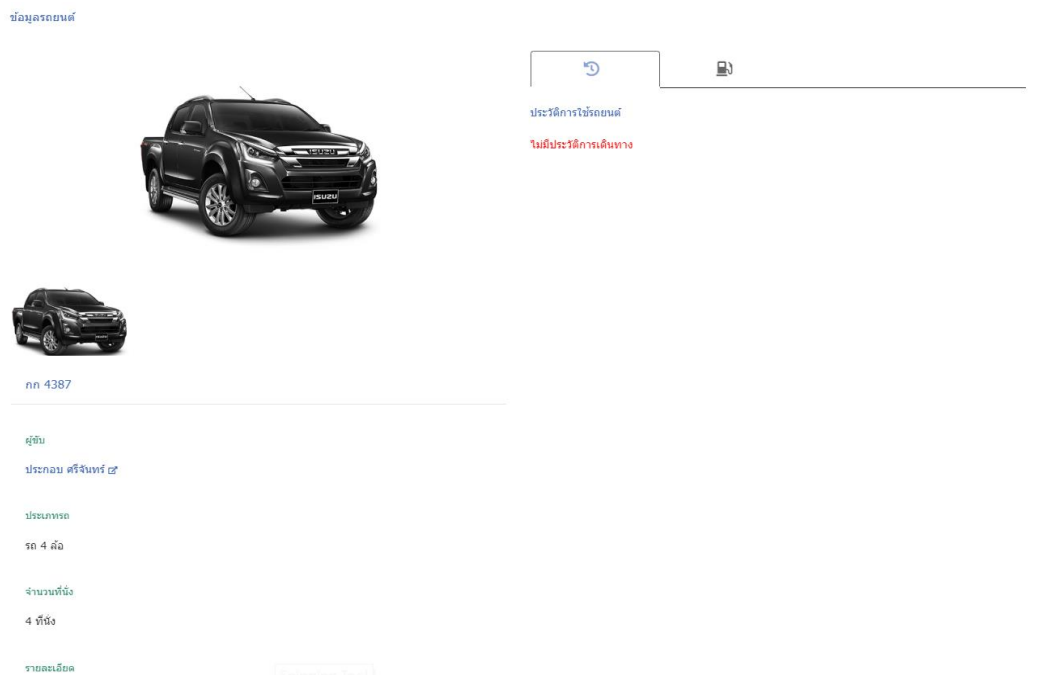 ข้อมูลรถยนต์
ประวัติการใช้รถยนต์
ไม่มีประวัติการเดินทาง
ISUZU
ISUZU
กก 4387
ผู้ขับ
ประกอบ ศรีจันทร์
ประเภทรถ
รถ 4 ล้อ
จำนวนที่นั่ง
4 ที่นั่ง
รายละเอียด